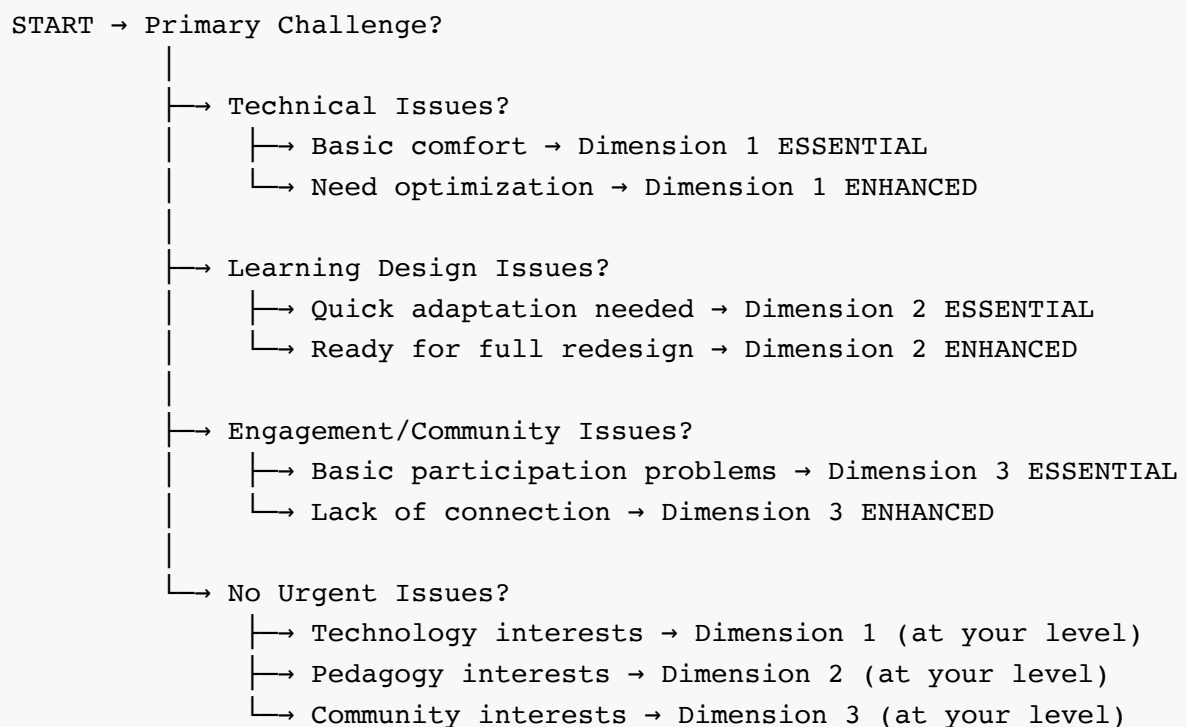 START → Primary Challenge?
│
├─→ Technical Issues?
│   ├─→ Basic comfort → Dimension 1 ESSENTIAL
│   └─→ Need optimization → Dimension 1 ENHANCED
│
├─→ Learning Design Issues?
│   ├─→ Quick adaptation needed → Dimension 2 ESSENTIAL
│   └─→ Ready for full redesign → Dimension 2 ENHANCED
│
├─→ Engagement/Community Issues?
│   ├─→ Basic participation problems → Dimension 3 ESSENTIAL
│   └─→ Lack of connection → Dimension 3 ENHANCED
│
└─→ No Urgent Issues?
    ├─→ Technology interests → Dimension 1 (at your level)
    ├─→ Pedagogy interests → Dimension 2 (at your level)
    └─→ Community interests → Dimension 3 (at your level)